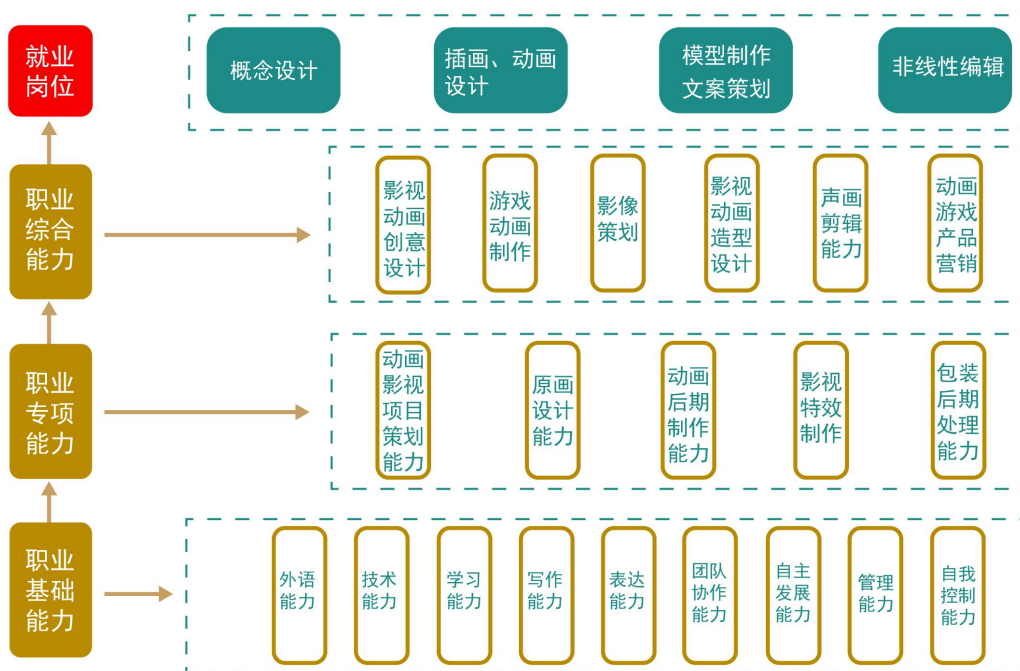 就业
岗位
概念设计
插画、动画
设计
模型制作
文案策划
非线性编辑
职业
综合
能力
影视
动画
创意
设计
游戏
动画
制作
影像
策划
影视
动画
造型
设计
声画
剪辑
能力
动画
游戏
产品
营销
职业
专项
能力
动画
影视
项目
策划
能力
原画
设计
能力
动画
后期
制作
能力
影视
特效
制作
包装
后期
处理
能力
职业
基础
能力
外语
能力
技术
能力
学习
能力
写作
能力
表达
能力
团队
协作
能力
自主
发展
能力
管理
能力
自我
控制
能力